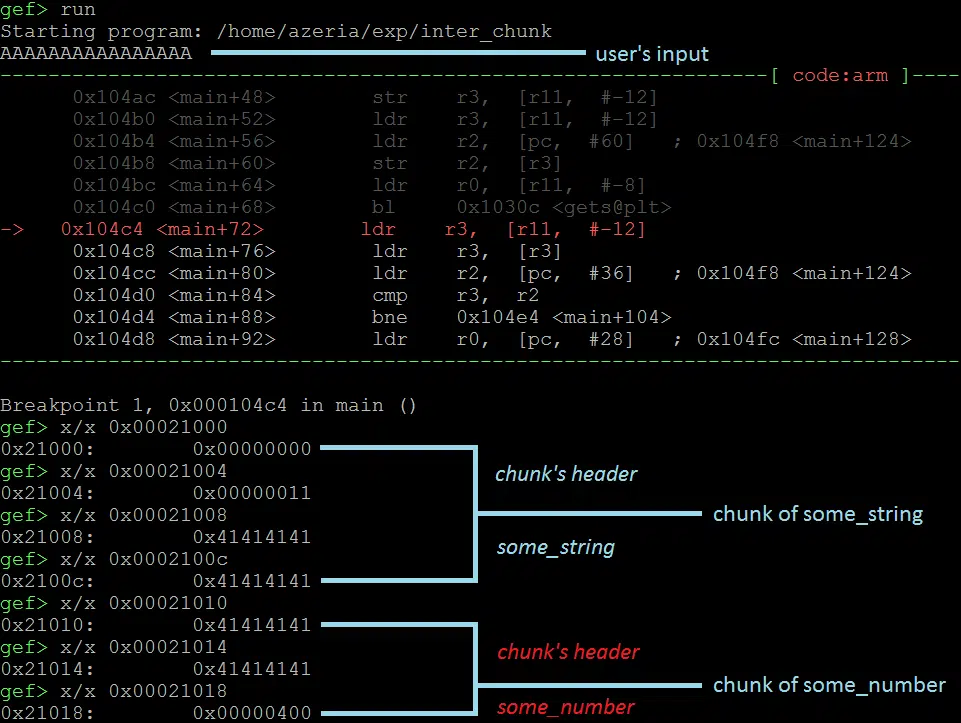 gef> run
Starting program: /home/azeria/exp/inter_chunk
AAAAAAAAAAAAAAAA user's input
----------------------------------------------------------------[ code:arm ]----
0x104ac <main+48> str r3, [r11, #-12]
0x104b0 <main+52> ldr r3, [r11, #-12]
0x104b4 <main+56> ldr r2, [pc, #60] ; 0x104f8 <main+124>
0x104b8 <main+60> str r2, [r3]
0x104bc <main+64> ldr r0, [r11, #-8]
0x104c0 <main+68> bl 0x1030c <gets@plt>
-> 0x104c4 <main+72> ldr r3, [r11, #-12]
0x104c8 <main+76> ldr r3, [r3]
0x104cc <main+80> ldr r2, [pc, #36] ; 0x104f8 <main+124>
0x104d0 <main+84> cmp r3, r2
0x104d4 <main+88> bne 0x104e4 <main+104>
0x104d8 <main+92> ldr r0, [pc, #28] ; 0x104fc <main+128>
--------------------------------------------------------------------------------
Breakpoint 1, 0x000104c4 in main ()
gef> x/x 0x00021000
0x21000: 0x00000000
gef> x/x 0x00021004 chunk's header
0x21004: 0x00000011
gef> x/x 0x00021008 chunk of some_string
0x21008: 0x41414141 some_string
gef> x/x 0x0002100c
0x2100c: 0x41414141
gef> x/x 0x00021010
0x21010: 0x41414141
gef> x/x 0x00021014 chunk's header
0x21014: 0x41414141
gef> x/x 0x00021018 chunk of some_number
0x21018: 0x00000400 some_number